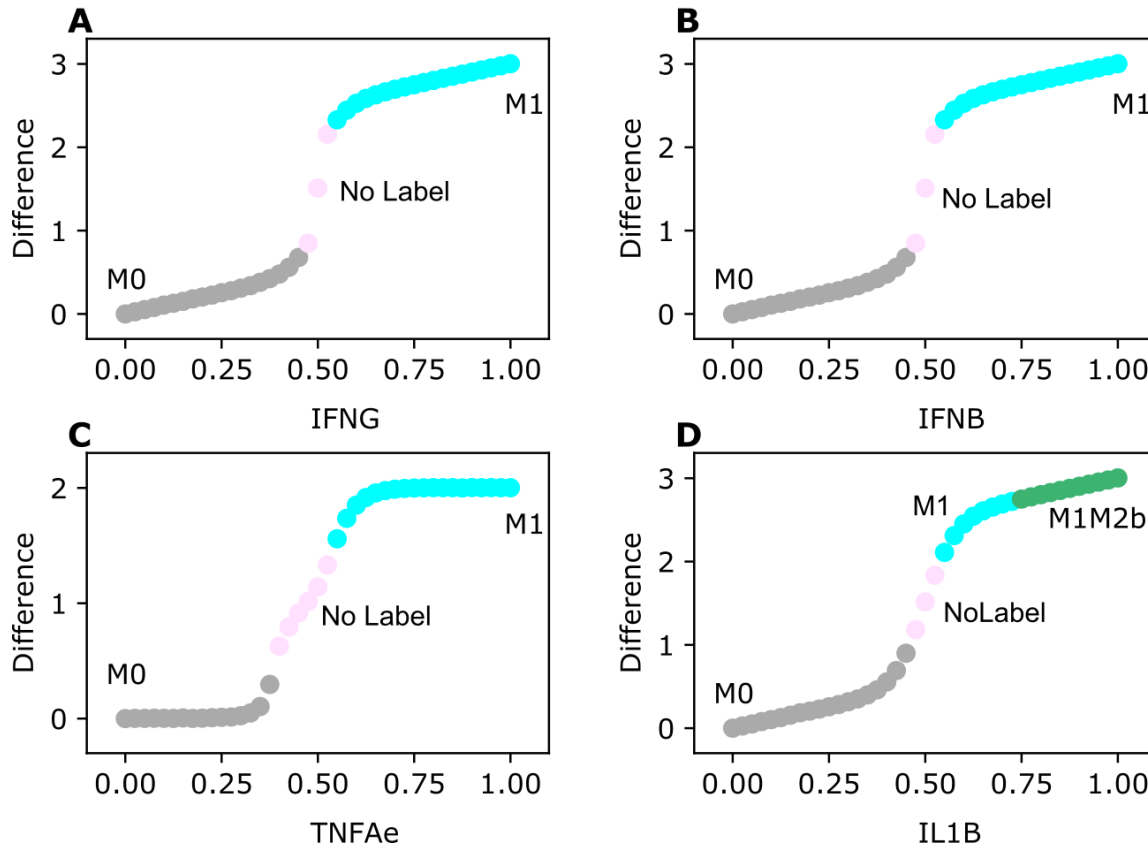 A
Difference
3
2
1
0
M0
No Label
M1
0.00 0.25 0.50 0.75 1.00
IFNG
B
Difference
3
2
1
0
M0
No Label
M1
0.00 0.25 0.50 0.75 1.00
IFNB
C
Difference
2
1
0
M0
No Label
M1
0.00 0.25 0.50 0.75 1.00
TNFAe
D
Difference
3
2
1
0
M0
M1
M1M2b
NoLabel
0.00 0.25 0.50 0.75 1.00
IL1B